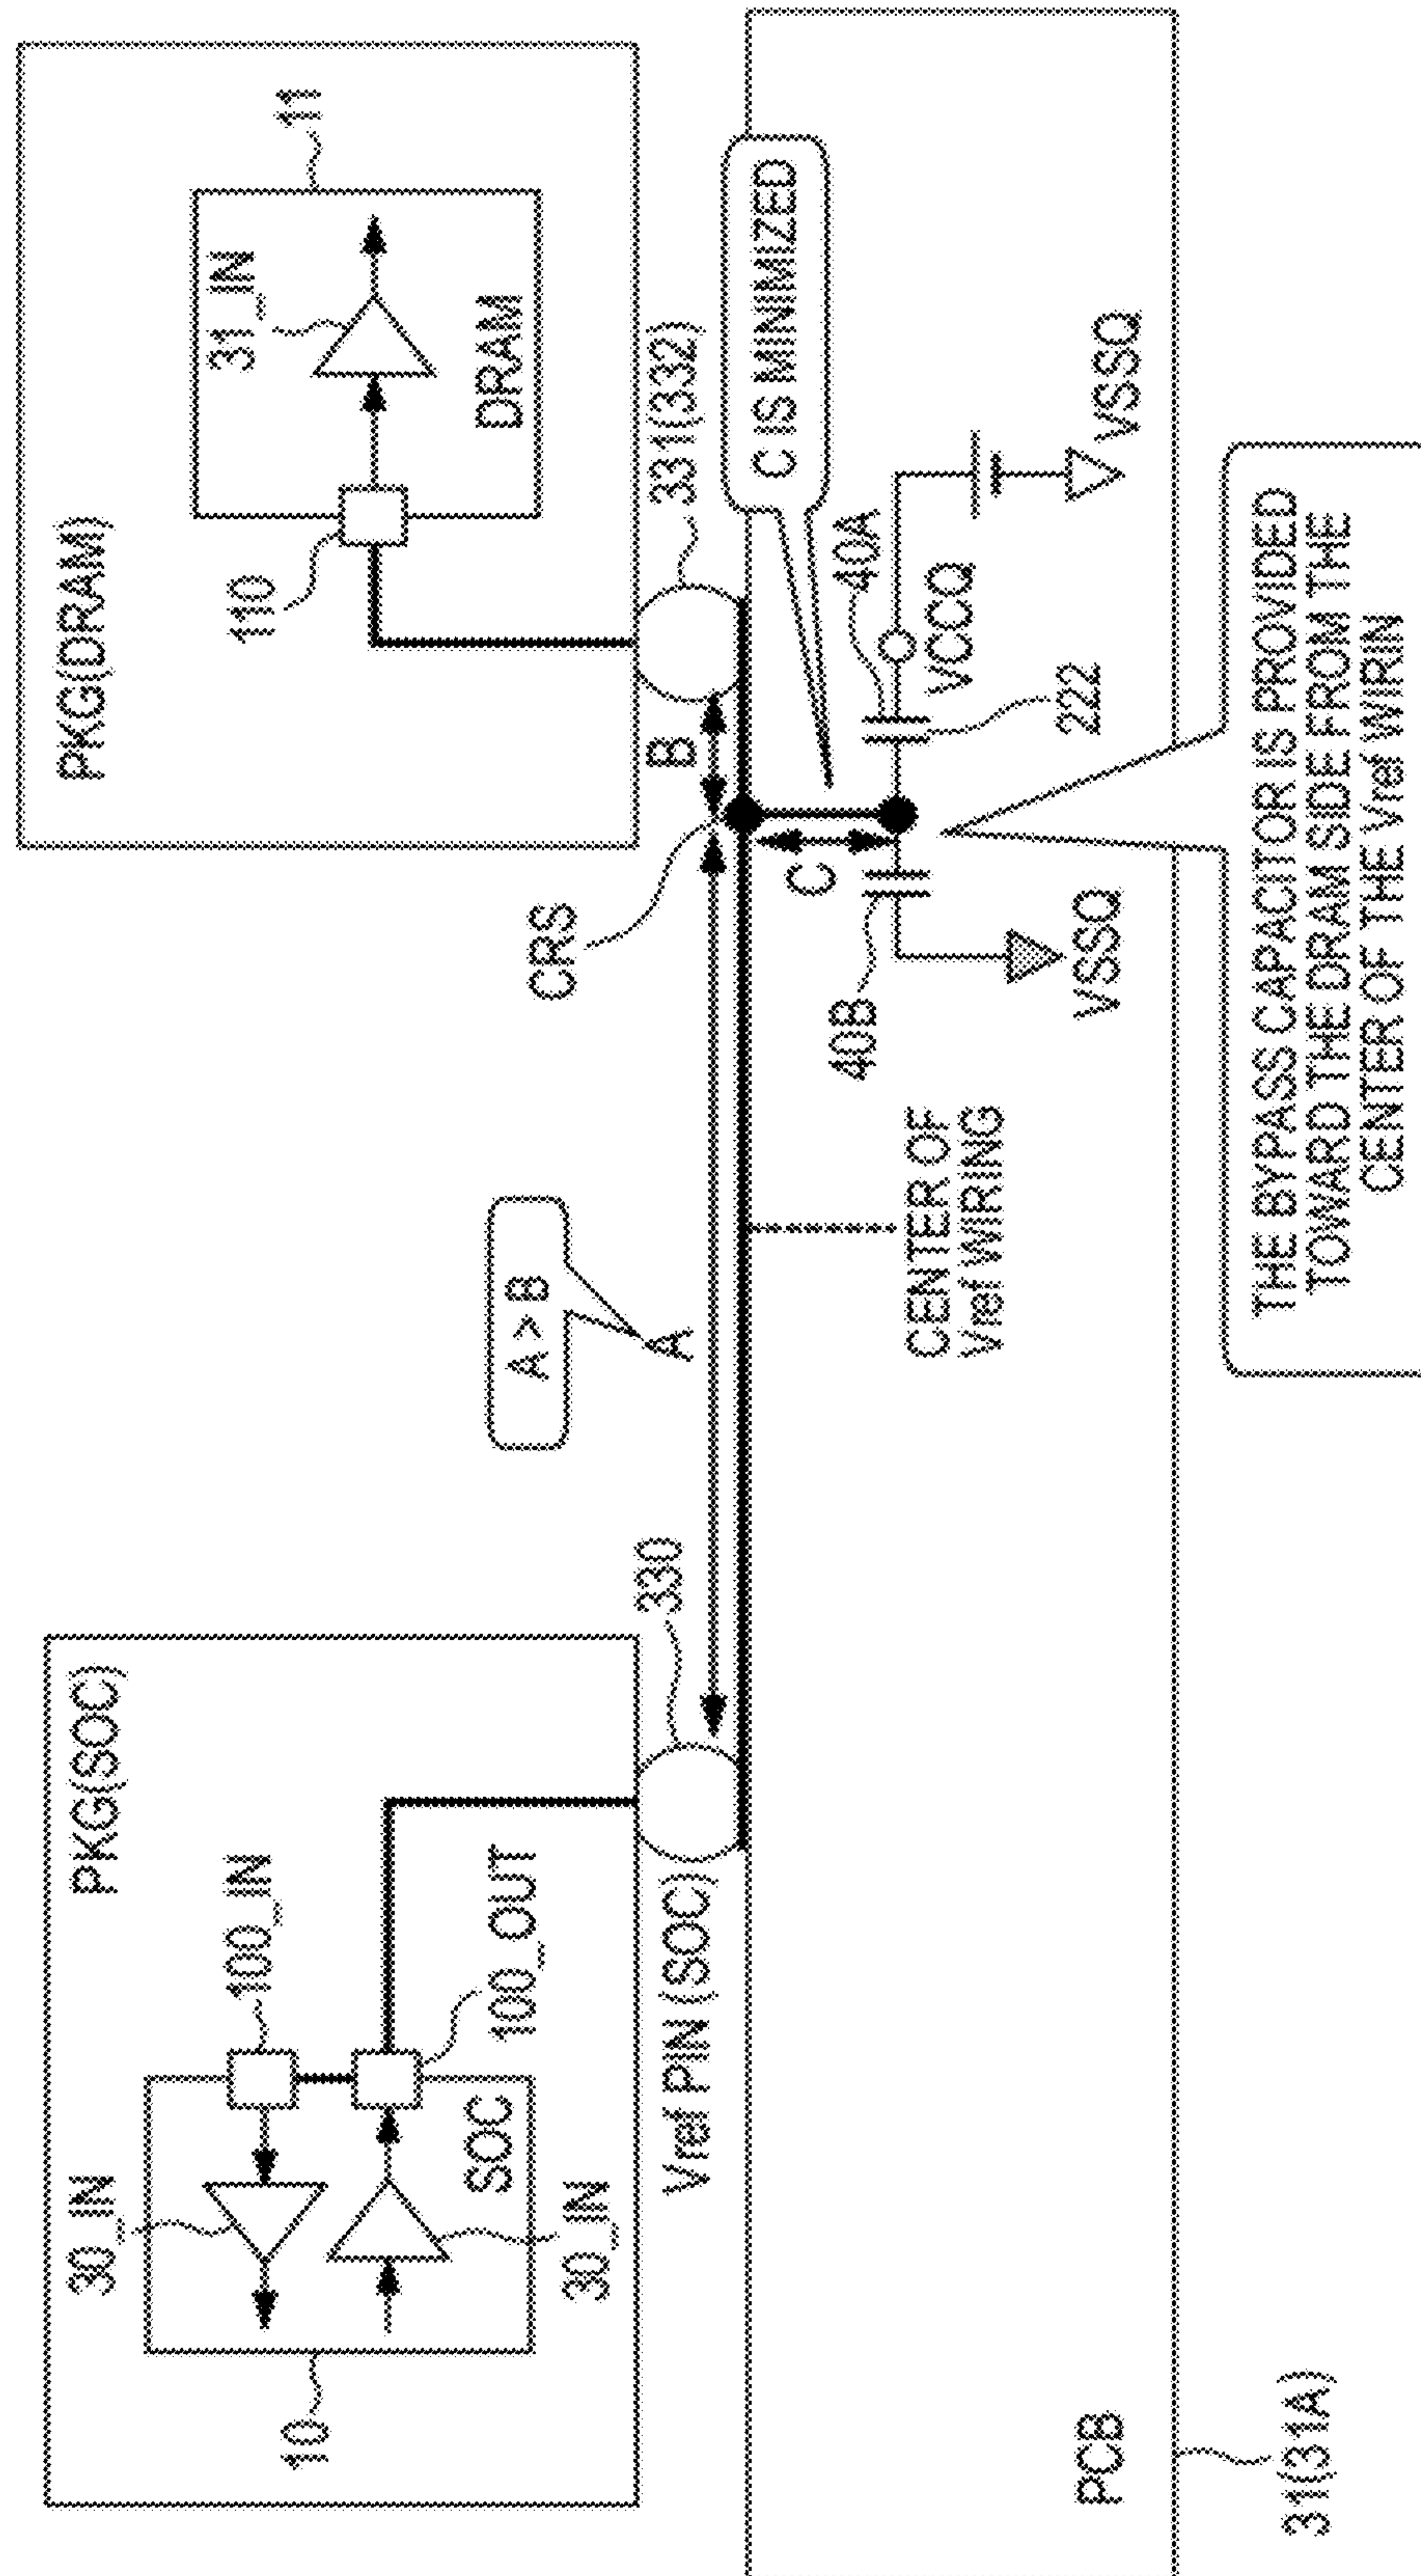 PKG(SOC)
PKG(DRAM)
30_IN
100_IN
31_IN
11
110
10
SOC
100_OUT
DRAM
30_IN
A > B
CRS
330
331(332)
Vref PIN (SOC)
A
B
C IS MINIMIZED
C
40B
40A
CENTER OF
Vref WIRING
VCCQ
222
VSSQ
VSSQ
PCB
31(31A)
THE BYPASS CAPACITOR IS PROVIDED
TOWARD THE DRAM SIDE FROM THE
CENTER OF THE Vref WIRIN